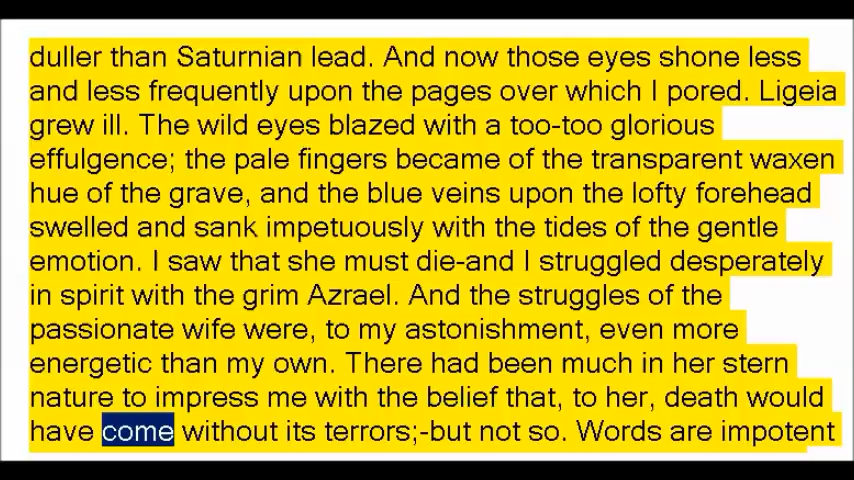 duller than Saturnian lead. And now those eyes shone less
and less frequently upon the pages over which I pored. Ligeia
grew ill. The wild eyes blazed with a too-too glorious
effulgence; the pale fingers became of the transparent waxen
hue of the grave, and the blue veins upon the lofty forehead
swelled and sank impetuously with the tides of the gentle
emotion. I saw that she must die-and I struggled desperately
in spirit with the grim Azrael. And the struggles of the
passionate wife were, to my astonishment, even more
energetic than my own. There had been much in her stern
nature to impress me with the belief that, to her, death would
have come without its terrors;-but not so. Words are impotent